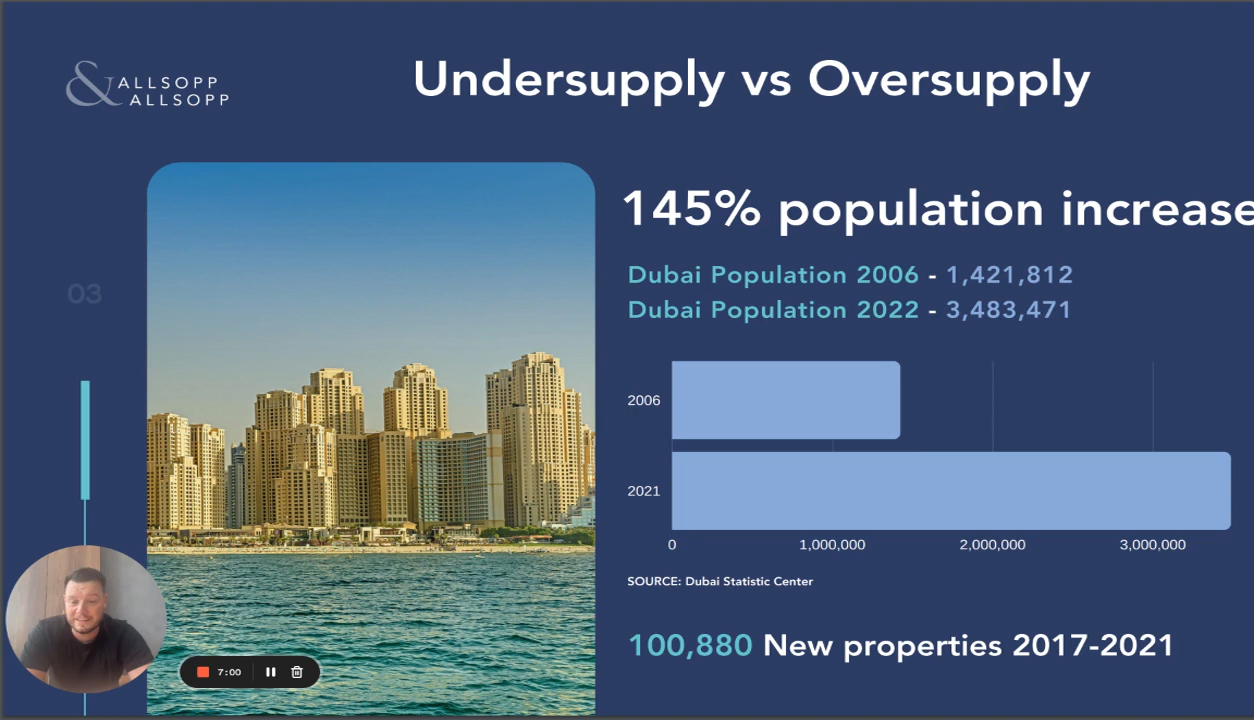 & ALLSOPP
ALLSOPP
Undersupply vs Oversupply
145% population increase
Dubai Population 2006 - 1,421,812
Dubai Population 2022 - 3,483,471
03
2006
2021
0 1,000,000 2,000,000 3,000,000
SOURCE: Dubai Statistic Center
100,880 New properties 2017-2021
7:00